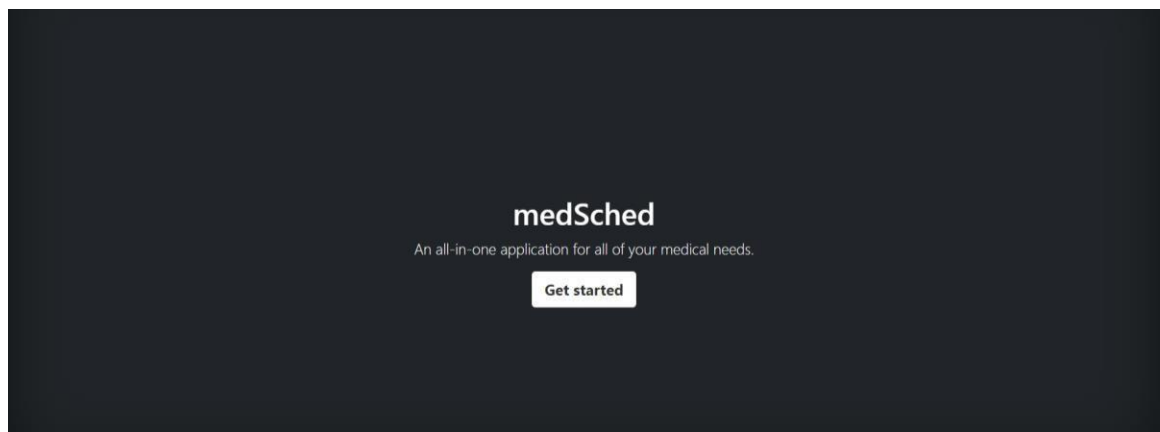 medSched
An all-in-one application for all of your medical needs.
Get started